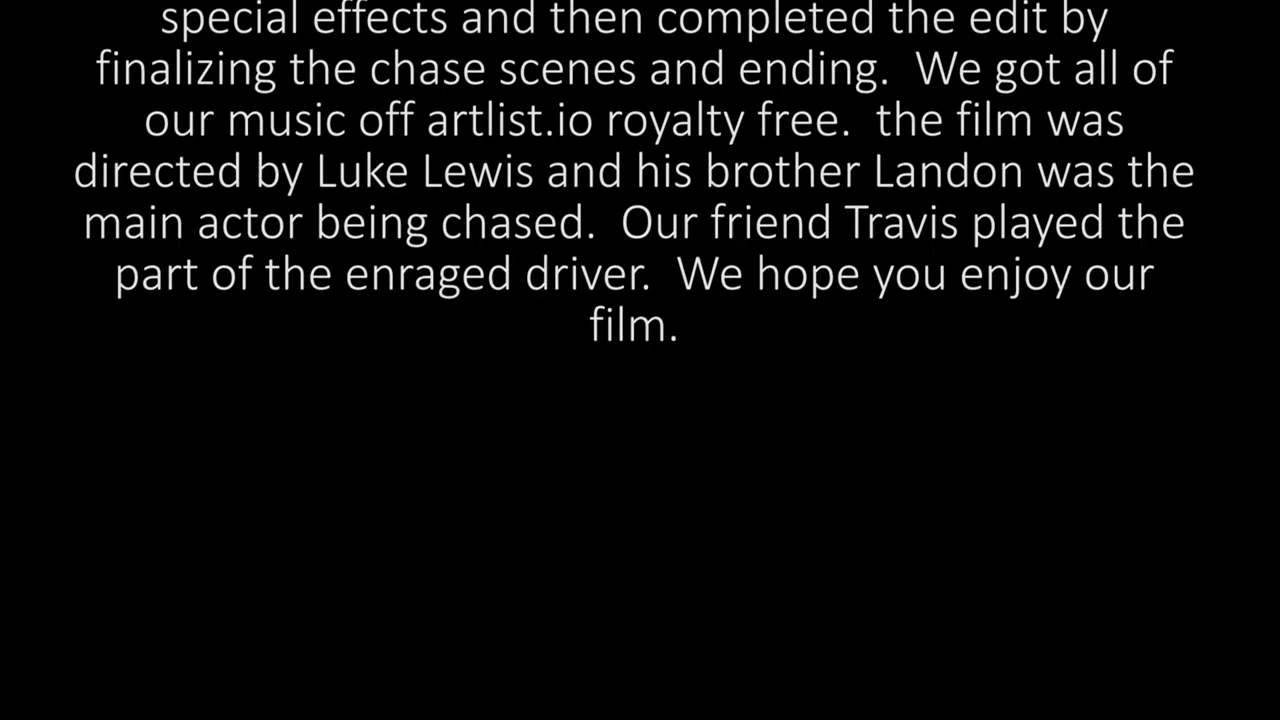 special effects and then completed the edit by
finalizing the chase scenes and ending.  We got all of
our music off artlist.io royalty free.  the film was
directed by Luke Lewis and his brother Landon was the
main actor being chased.  Our friend Travis played the
part of the enraged driver.  We hope you enjoy our
film.